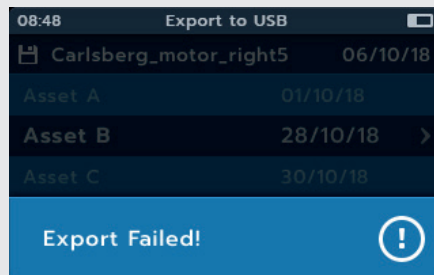 08:48 Export to USB
Carlsberg_motor_right5 06/10/18
Asset A 01/10/18
Asset B 28/10/18 >
Asset C 30/10/18
Export Failed!